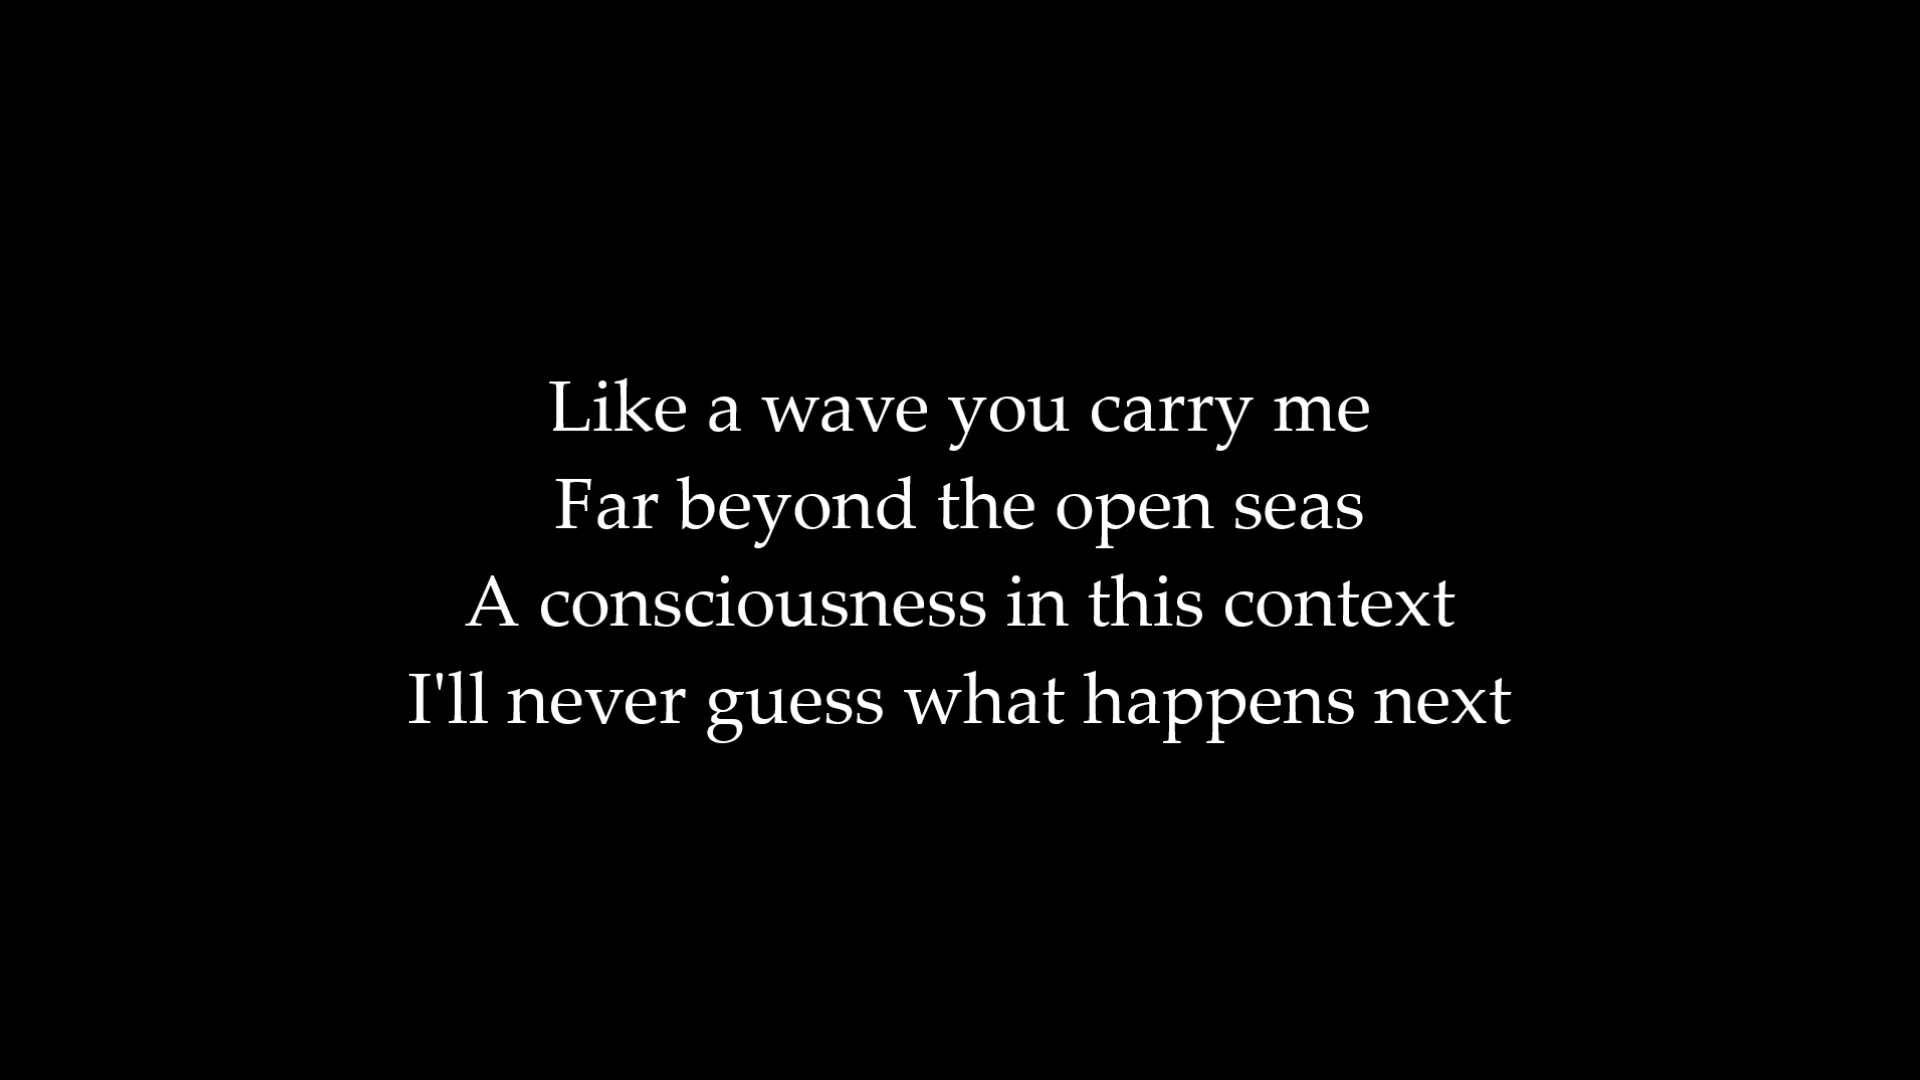 Like a wave you carry me
Far beyond the open seas
A consciousness in this context
I'll never guess what happens next